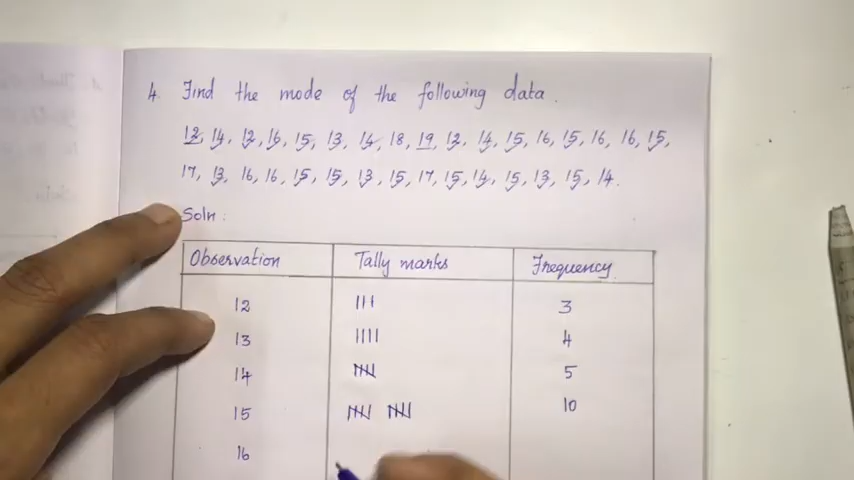 4. Find the mode of the following data.
12, 14, 12, 16, 15, 13, 14, 18, 19, 12, 14, 15, 16, 15, 16, 16, 15,
17, 13, 16, 16, 15, 15, 13, 15, 17, 15, 14, 15, 13, 15, 14.
Soln :
Observation Tally marks Frequency
12 ||| 3
13 |||| 4
14 𝍸 5
15 𝍸 𝍸 10
16